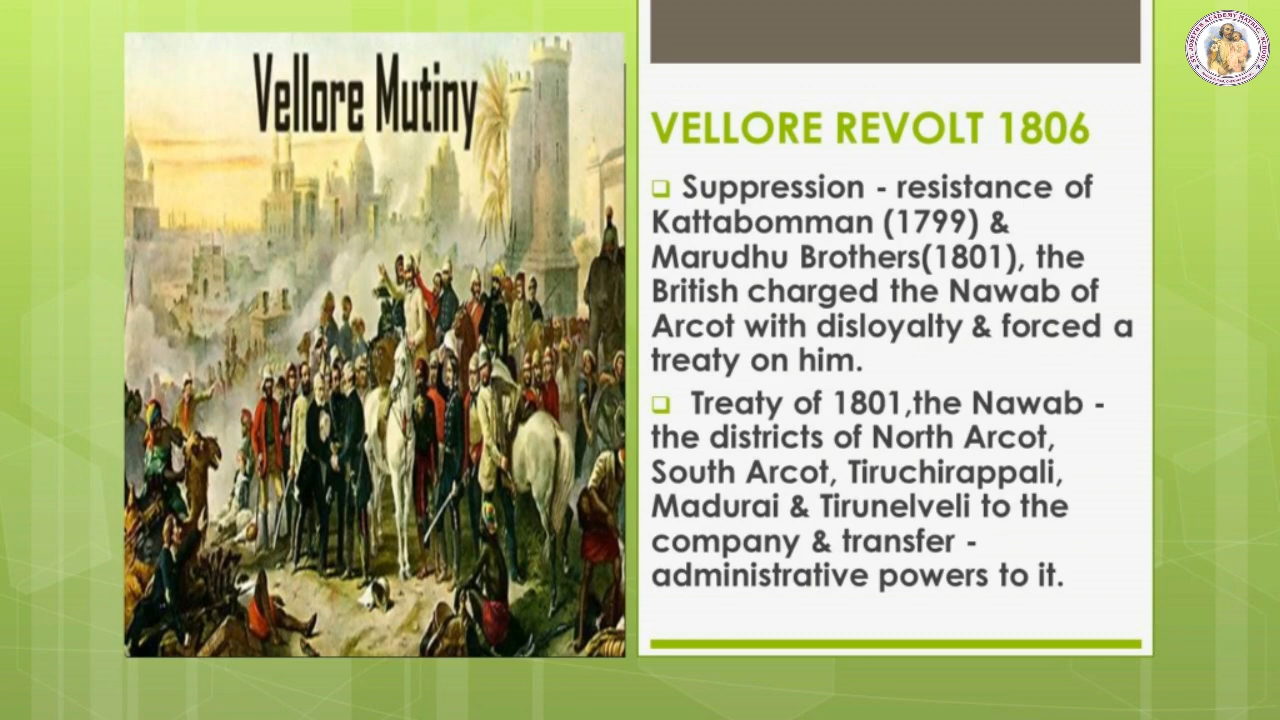 Vellore Mutiny
VELLORE REVOLT 1806
❑ Suppression - resistance of
Kattabomman (1799) &
Marudhu Brothers(1801), the
British charged the Nawab of
Arcot with disloyalty & forced a
treaty on him.
❑ Treaty of 1801,the Nawab -
the districts of North Arcot,
South Arcot, Tiruchirappali,
Madurai & Tirunelveli to the
company & transfer -
administrative powers to it.